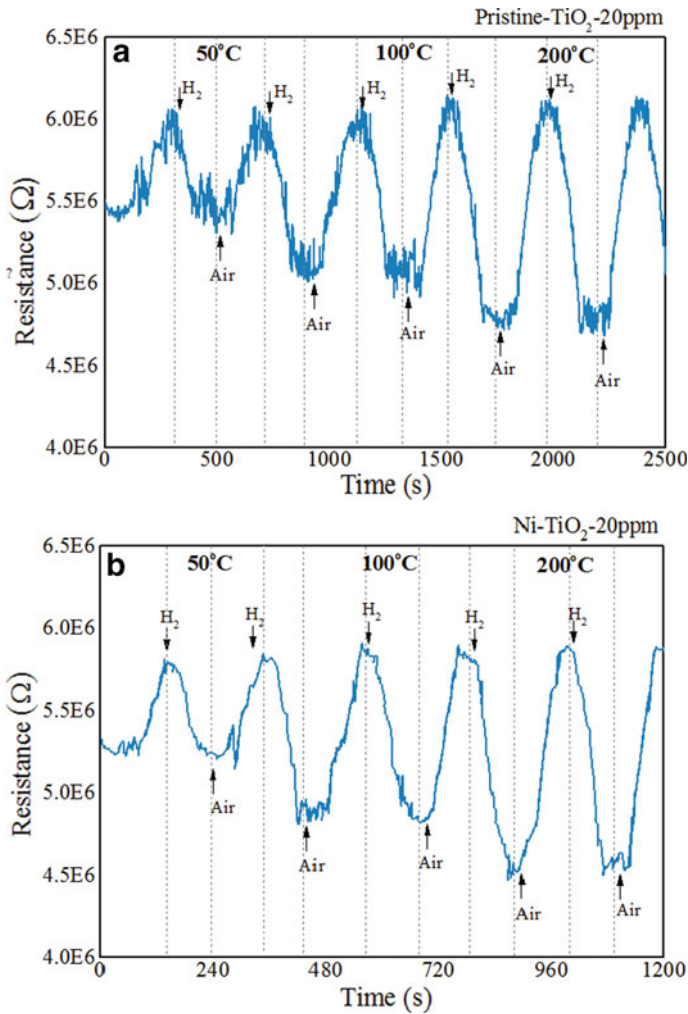 Pristine-TiO₂-20ppm
a
50°C 100°C 200°C
H₂ H₂ H₂ H₂ H₂
Air Air Air Air Air
6.5E6
6.0E6
5.5E6
5.0E6
4.5E6
4.0E6
Resistance (Ω)
?
0 500 1000 1500 2000 2500
Time (s)
Ni-TiO₂-20ppm
b
50°C 100°C 200°C
H₂ H₂ H₂ H₂ H₂
Air Air Air Air Air
6.5E6
6.0E6
5.5E6
5.0E6
4.5E6
4.0E6
Resistance (Ω)
0 240 480 720 960 1200
Time (s)